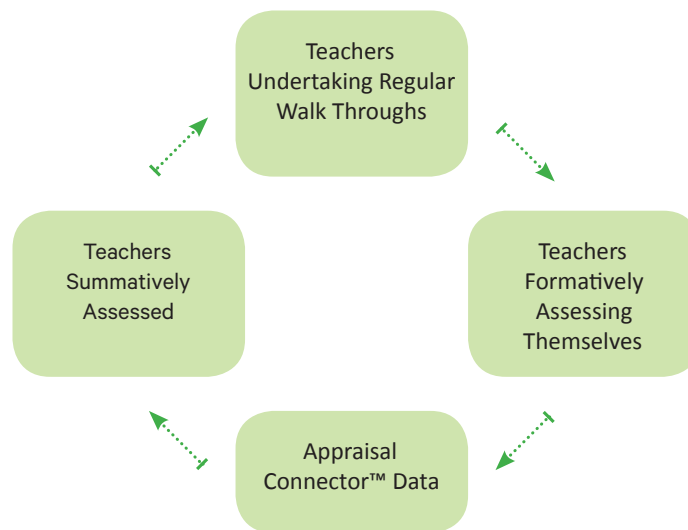 Teachers
Undertaking Regular
Walk Throughs
Teachers
Summatively
Assessed
Teachers
Formatively
Assessing
Themselves
Appraisal
Connector™ Data